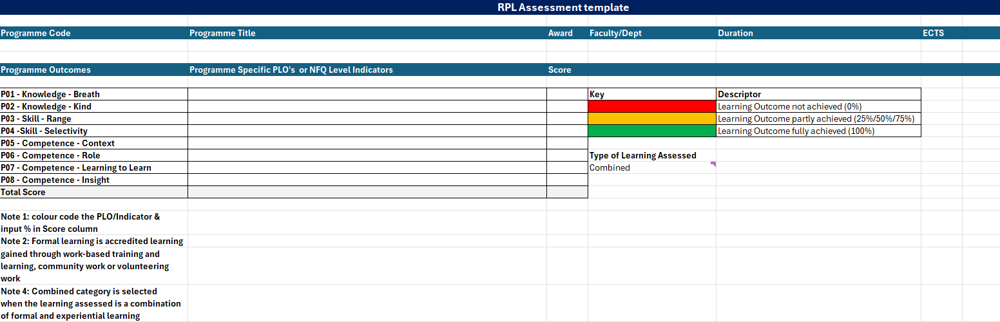 RPL Assessment template
Programme Code Programme Title Award Faculty/Dept Duration ECTS
Programme Outcomes Programme Specific PLO's or NFQ Level Indicators Score
P01 - Knowledge - Breath Key Descriptor
P02 - Knowledge - Kind Learning Outcome not achieved (0%)
P03 - Skill - Range Learning Outcome partly achieved (25%/50%/75%)
P04 -Skill - Selectivity Learning Outcome fully achieved (100%)
P05 - Competence - Context
P06 - Competence - Role Type of Learning Assessed
P07 - Competence - Learning to Learn Combined
P08 - Competence - Insight
Total Score
Note 1: colour code the PLO/Indicator &
input % in Score column
Note 2: Formal learning is accredited learning
gained through work-based training and
learning, community work or volunteering
work
Note 4: Combined category is selected
when the learning assessed is a combination
of formal and experiential learning